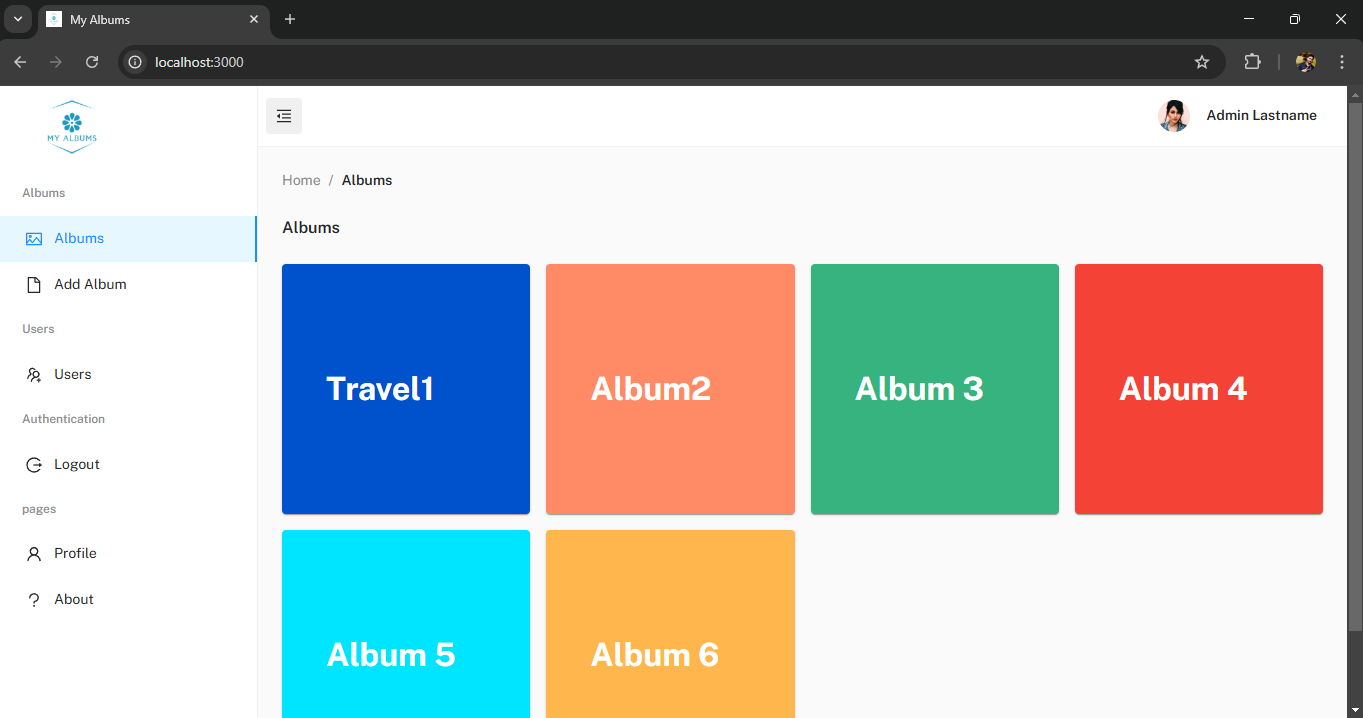 My Albums
localhost:3000
MY ALBUMS
Admin Lastname
Albums
Albums
Add Album
Users
Users
Authentication
Logout
pages
Profile
? About
Home / Albums
Albums
Travel1
Album2
Album 3
Album 4
Album 5
Album 6